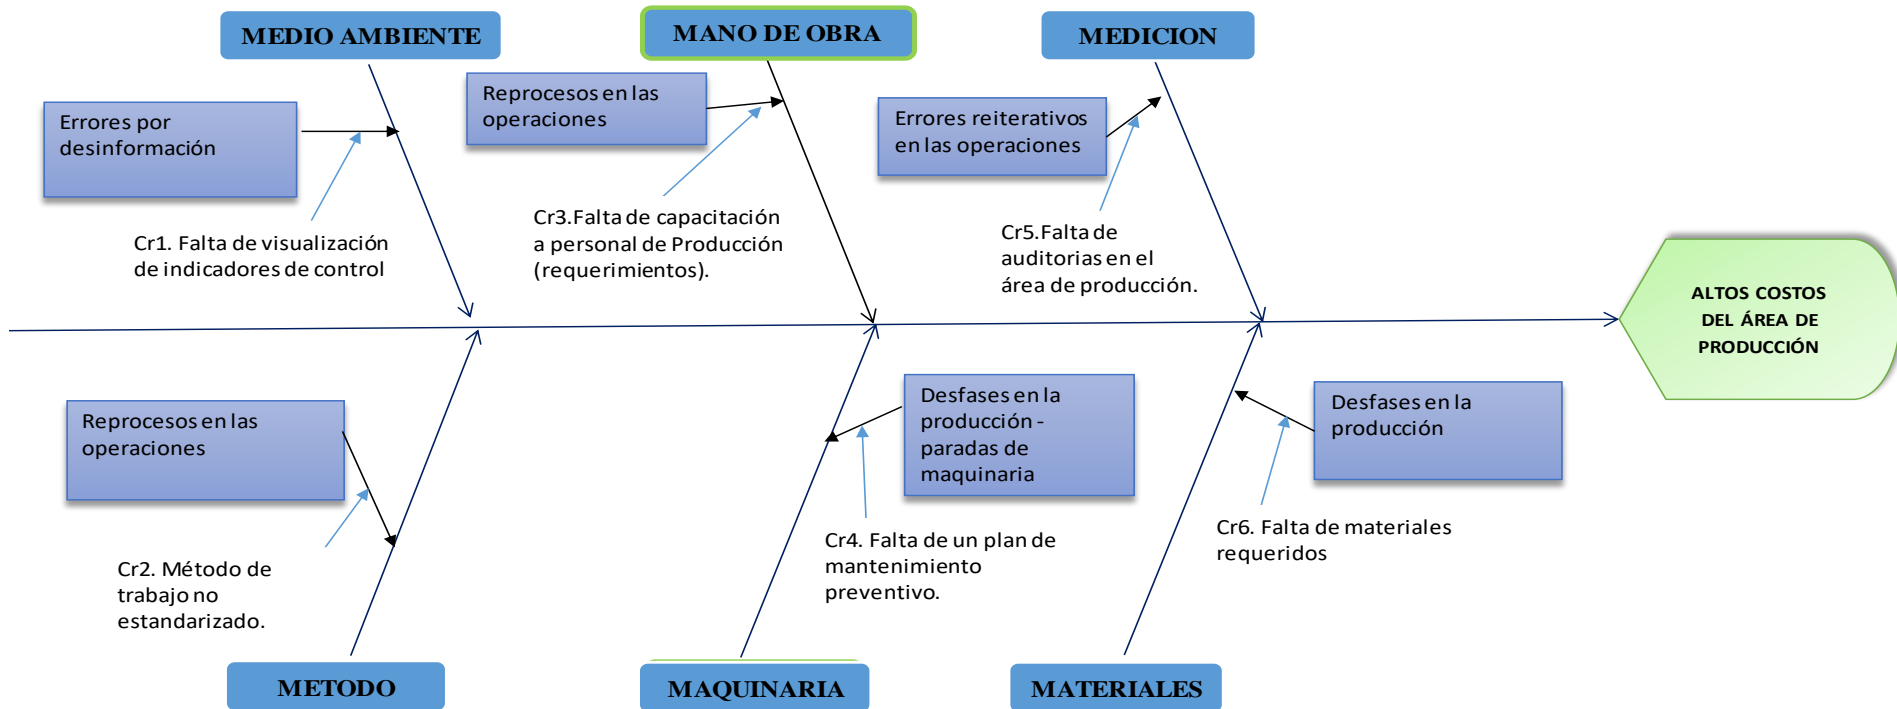 MEDIO AMBIENTE
MANO DE OBRA
MEDICION
Errores por
desinformación
Reprocesos en las
operaciones
Errores reiterativos
en las operaciones
Cr1. Falta de visualización
de indicadores de control
Cr3.Falta de capacitación
a personal de Producción
(requerimientos).
Cr5.Falta de
auditorias en el
área de producción.
ALTOS COSTOS
DEL ÁREA DE
PRODUCCIÓN
Reprocesos en las
operaciones
Desfases en la
producción -
paradas de
maquinaria
Desfases en la
producción
Cr2. Método de
trabajo no
estandarizado.
Cr4. Falta de un plan de
mantenimiento
preventivo.
Cr6. Falta de materiales
requeridos
METODO
MAQUINARIA
MATERIALES